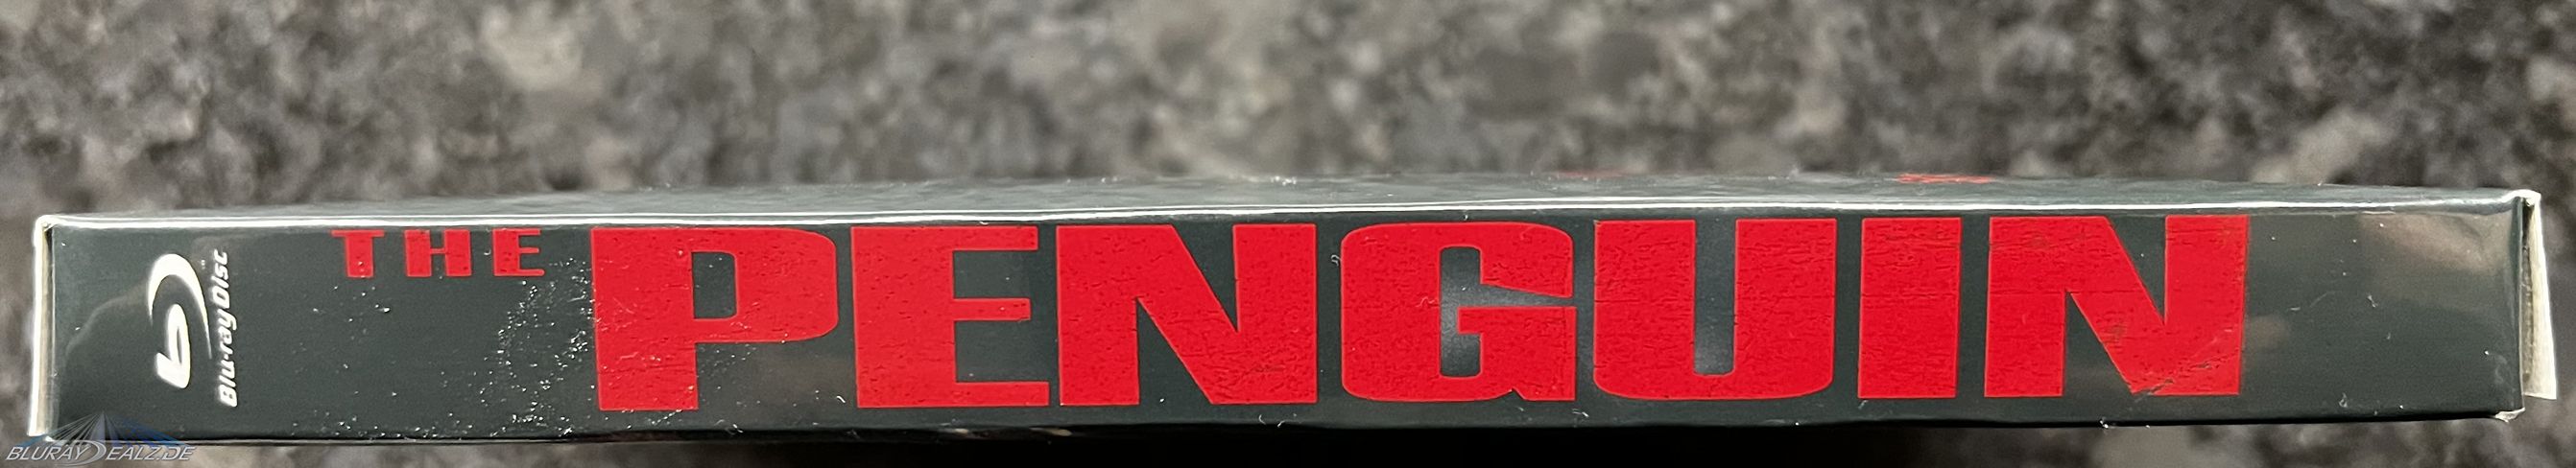 Blu-ray Disc
THE PENGUIN
BLURAYDEALZ.DE